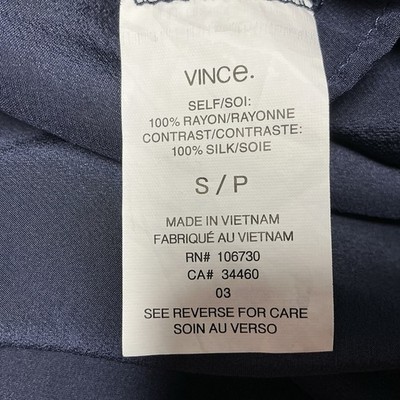 VINCe.
SELF/SOI:
100% RAYON/RAYONNE
CONTRAST/CONTRASTE:
100% SILK/SOIE
S/P
MADE IN VIETNAM
FABRIQUÉ AU VIETNAM
RN# 106730
CA# 34460
03
SEE REVERSE FOR CARE
SOIN AU VERSO